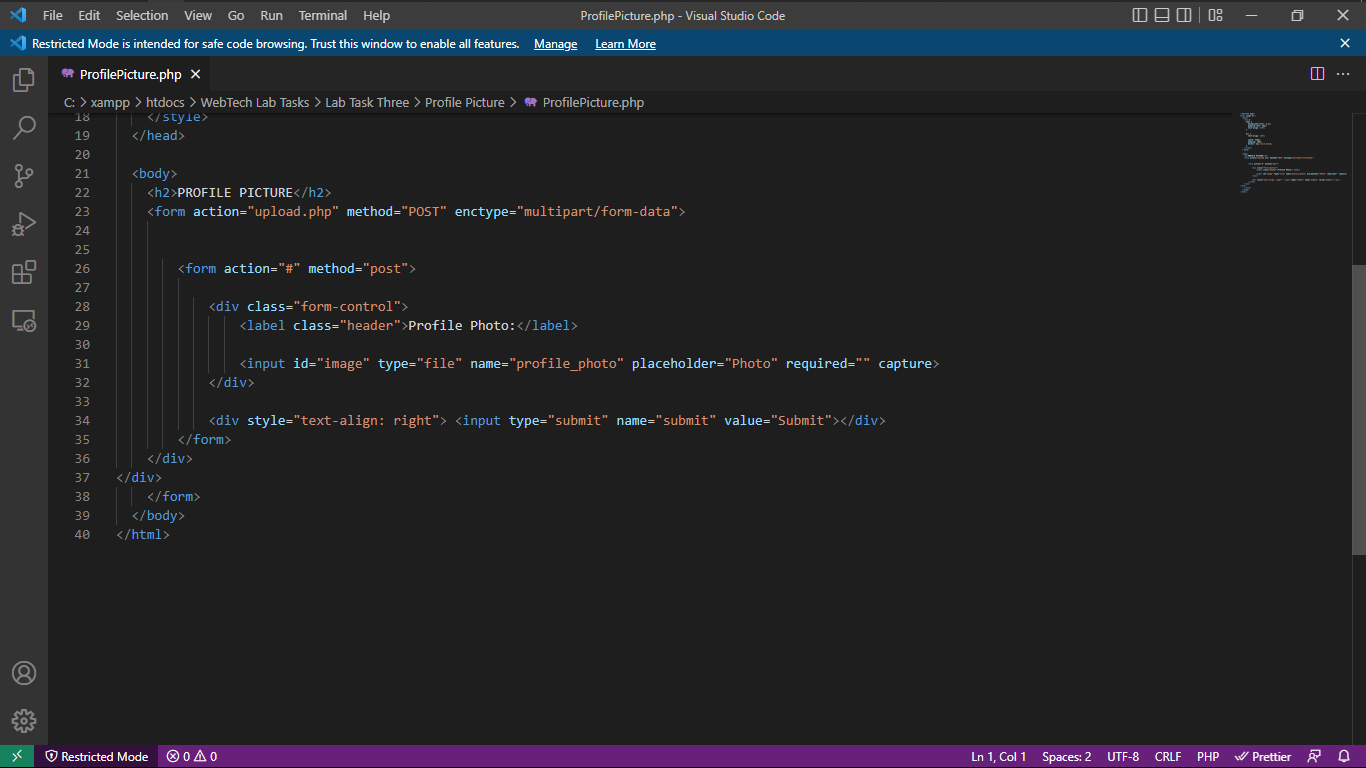 File Edit Selection View Go Run Terminal Help ProfilePicture.php - Visual Studio Code
Restricted Mode is intended for safe code browsing. Trust this window to enable all features. Manage Learn More
ProfilePicture.php
C: > xampp > htdocs > WebTech Lab Tasks > Lab Task Three > Profile Picture > ProfilePicture.php
18 </style>
19 </head>
20
21 <body>
22 <h2>PROFILE PICTURE</h2>
23 <form action="upload.php" method="POST" enctype="multipart/form-data">
24
25
26 <form action="#" method="post">
27
28 <div class="form-control">
29 <label class="header">Profile Photo:</label>
30
31 <input id="image" type="file" name="profile_photo" placeholder="Photo" required="" capture>
32 </div>
33
34 <div style="text-align: right"> <input type="submit" name="submit" value="Submit"></div>
35 </form>
36 </div>
37 </div>
38 </form>
39 </body>
40 </html>
Restricted Mode 0 0 Ln 1, Col 1 Spaces: 2 UTF-8 CRLF PHP Prettier